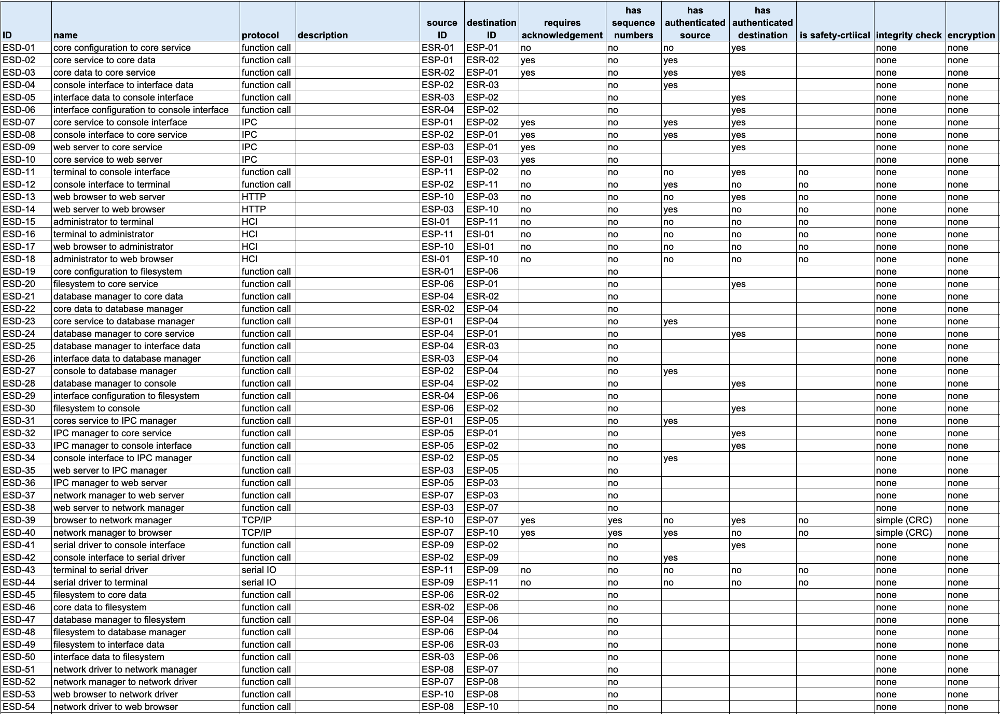 ID name protocol description source ID destination ID requires acknowledgement has sequence numbers has authenticated source has authenticated destination is safety-crtiical integrity check encryption
ESD-01 core configuration to core service function call ESR-01 ESP-01 no no no yes none none
ESD-02 core service to core data function call ESP-01 ESR-02 yes no yes none none
ESD-03 core data to core service function call ESR-02 ESP-01 yes no yes yes none none
ESD-04 console interface to interface data function call ESP-02 ESR-03 no yes none none
ESD-05 interface data to console interface function call ESR-03 ESP-02 no yes none none
ESD-06 interface configuration to console interface function call ESR-04 ESP-02 no yes none none
ESD-07 core service to console interface IPC ESP-01 ESP-02 yes no yes yes none none
ESD-08 console interface to core service IPC ESP-02 ESP-01 yes no yes yes none none
ESD-09 web server to core service IPC ESP-03 ESP-01 yes no yes none none
ESD-10 core service to web server IPC ESP-01 ESP-03 yes no none none
ESD-11 terminal to console interface function call ESP-11 ESP-02 no no no yes no none none
ESD-12 console interface to terminal function call ESP-02 ESP-11 no no yes no no none none
ESD-13 web browser to web server HTTP ESP-10 ESP-03 no no no yes no none none
ESD-14 web server to web browser HTTP ESP-03 ESP-10 no no yes no no none none
ESD-15 administrator to terminal HCI ESI-01 ESP-11 no no no no no none none
ESD-16 terminal to administrator HCI ESP-11 ESI-01 no no no no no none none
ESD-17 web browser to administrator HCI ESP-10 ESI-01 no no no no no none none
ESD-18 administrator to web browser HCI ESI-01 ESP-10 no no no no no none none
ESD-19 core configuration to filesystem function call ESR-01 ESP-06 no none none
ESD-20 filesystem to core service function call ESP-06 ESP-01 no yes none none
ESD-21 database manager to core data function call ESP-04 ESR-02 no none none
ESD-22 core data to database manager function call ESR-02 ESP-04 no none none
ESD-23 core service to database manager function call ESP-01 ESP-04 no yes none none
ESD-24 database manager to core service function call ESP-04 ESP-01 no yes none none
ESD-25 database manager to interface data function call ESP-04 ESR-03 no none none
ESD-26 interface data to database manager function call ESR-03 ESP-04 no none none
ESD-27 console to database manager function call ESP-02 ESP-04 no yes none none
ESD-28 database manager to console function call ESP-04 ESP-02 no yes none none
ESD-29 interface configuration to filesystem function call ESR-04 ESP-06 no none none
ESD-30 filesystem to console function call ESP-06 ESP-02 no yes none none
ESD-31 cores service to IPC manager function call ESP-01 ESP-05 no yes none none
ESD-32 IPC manager to core service function call ESP-05 ESP-01 no yes none none
ESD-33 IPC manager to console interface function call ESP-05 ESP-02 no yes none none
ESD-34 console interface to IPC manager function call ESP-02 ESP-05 no yes none none
ESD-35 web server to IPC manager function call ESP-03 ESP-05 no none none
ESD-36 IPC manager to web server function call ESP-05 ESP-03 no none none
ESD-37 network manager to web server function call ESP-07 ESP-03 no none none
ESD-38 web server to network manager function call ESP-03 ESP-07 no none none
ESD-39 browser to network manager TCP/IP ESP-10 ESP-07 yes yes no yes no simple (CRC) none
ESD-40 network manager to browser TCP/IP ESP-07 ESP-10 yes yes yes no no simple (CRC) none
ESD-41 serial driver to console interface function call ESP-09 ESP-02 no yes none none
ESD-42 console interface to serial driver function call ESP-02 ESP-09 no yes none none
ESD-43 terminal to serial driver serial IO ESP-11 ESP-09 no no no no no none none
ESD-44 serial driver to terminal serial IO ESP-09 ESP-11 no no no no no none none
ESD-45 filesystem to core data function call ESP-06 ESR-02 no none none
ESD-46 core data to filesystem function call ESR-02 ESP-06 no none none
ESD-47 database manager to filesystem function call ESP-04 ESP-06 no none none
ESD-48 filesystem to database manager function call ESP-06 ESP-04 no none none
ESD-49 filesystem to interface data function call ESP-06 ESR-03 no none none
ESD-50 interface data to filesystem function call ESR-03 ESP-06 no none none
ESD-51 network driver to network manager function call ESP-08 ESP-07 no none none
ESD-52 network manager to network driver function call ESP-07 ESP-08 no none none
ESD-53 web browser to network driver function call ESP-10 ESP-08 no none none
ESD-54 network driver to web browser function call ESP-08 ESP-10 no none none